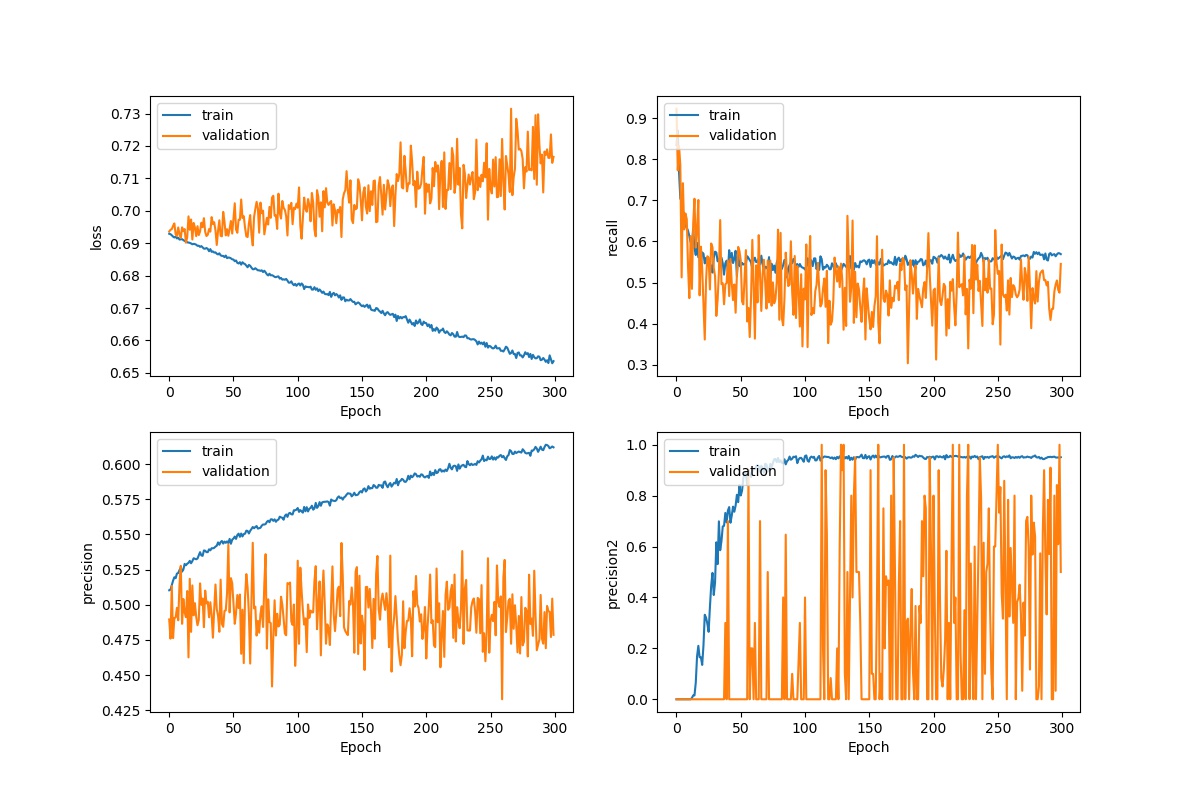 0.73
0.72
0.71
0.70
0.69
0.68
0.67
0.66
0.65
loss
train
validation
0 50 100 150 200 250 300
Epoch
0.9
0.8
0.7
0.6
0.5
0.4
0.3
recall
train
validation
0 50 100 150 200 250 300
Epoch
0.600
0.575
0.550
0.525
0.500
0.475
0.450
0.425
precision
train
validation
0 50 100 150 200 250 300
Epoch
1.0
0.8
0.6
0.4
0.2
0.0
precision2
train
validation
0 50 100 150 200 250 300
Epoch